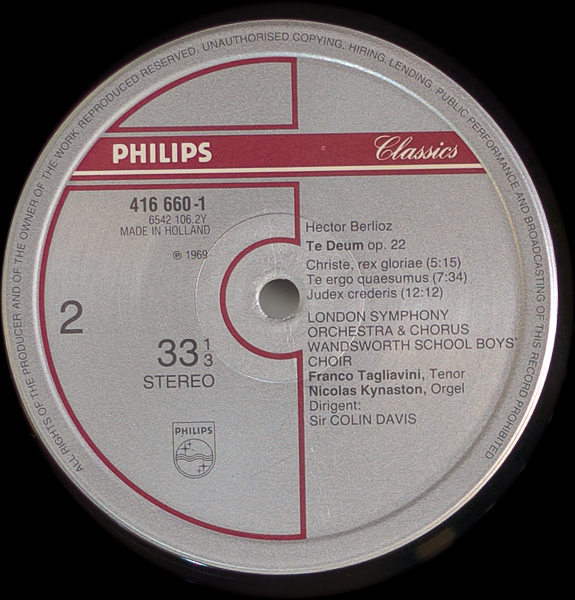 ALL RIGHTS OF THE PRODUCER AND OF THE OWNER OF THE WORK REPRODUCED RESERVED. UNAUTHORISED COPYING, HIRING, LENDING, PUBLIC PERFORMANCE AND BROADCASTING OF THIS RECORD PROHIBITED.
PHILIPS Classics
416 660-1
6542 106.2Y
MADE IN HOLLAND
℗ 1969
2
33 1/3
STEREO
PHILIPS
Hector Berlioz
Te Deum op. 22
Christe, rex gloriae (5:15)
Te ergo quaesumus (7:34)
Judex crederis (12:12)
LONDON SYMPHONY
ORCHESTRA & CHORUS
WANDSWORTH SCHOOL BOYS'
CHOIR
Franco Tagliavini, Tenor
Nicolas Kynaston, Orgel
Dirigent:
Sir COLIN DAVIS